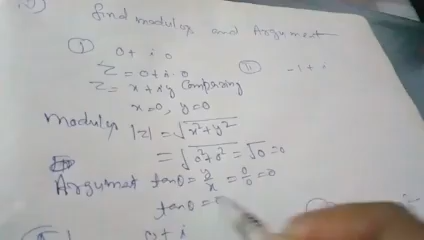 find modulus and Argument
(i) 0 + i 0
(ii) -1 + i
Z = 0 + i·0
Z = x + iy Comparing
x=0, y=0
Modulus |z| = √x²+y²
= √0²+0² = √0 = 0
Argument tanθ = y/x = 0/0 = 0
tanθ =
0 + i